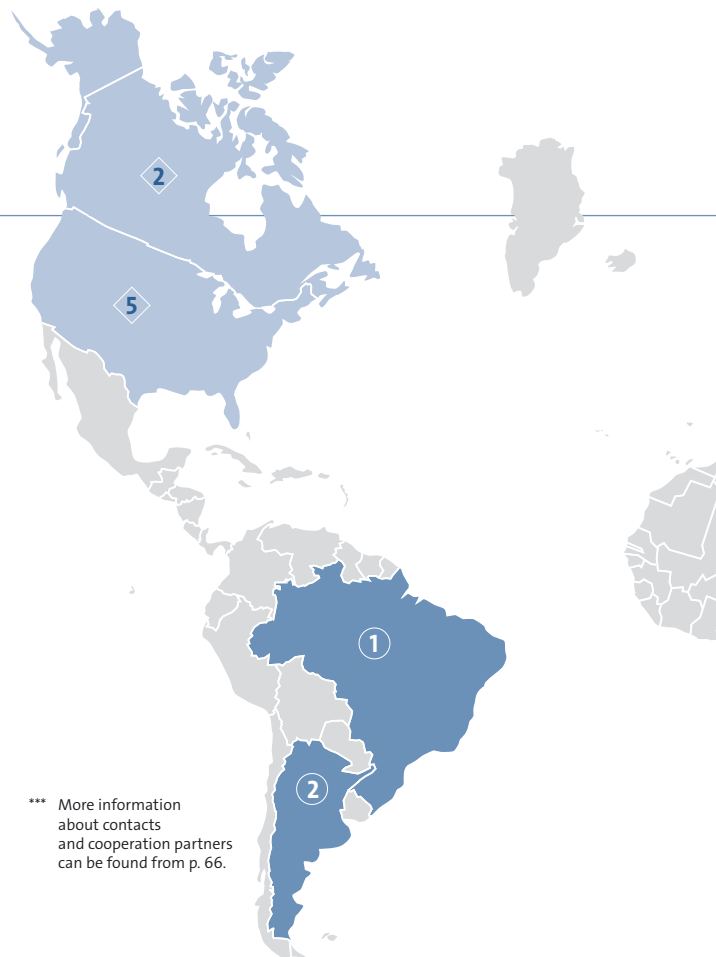 2
5
1
2
*** More information
about contacts
and cooperation partners
can be found from p. 66.